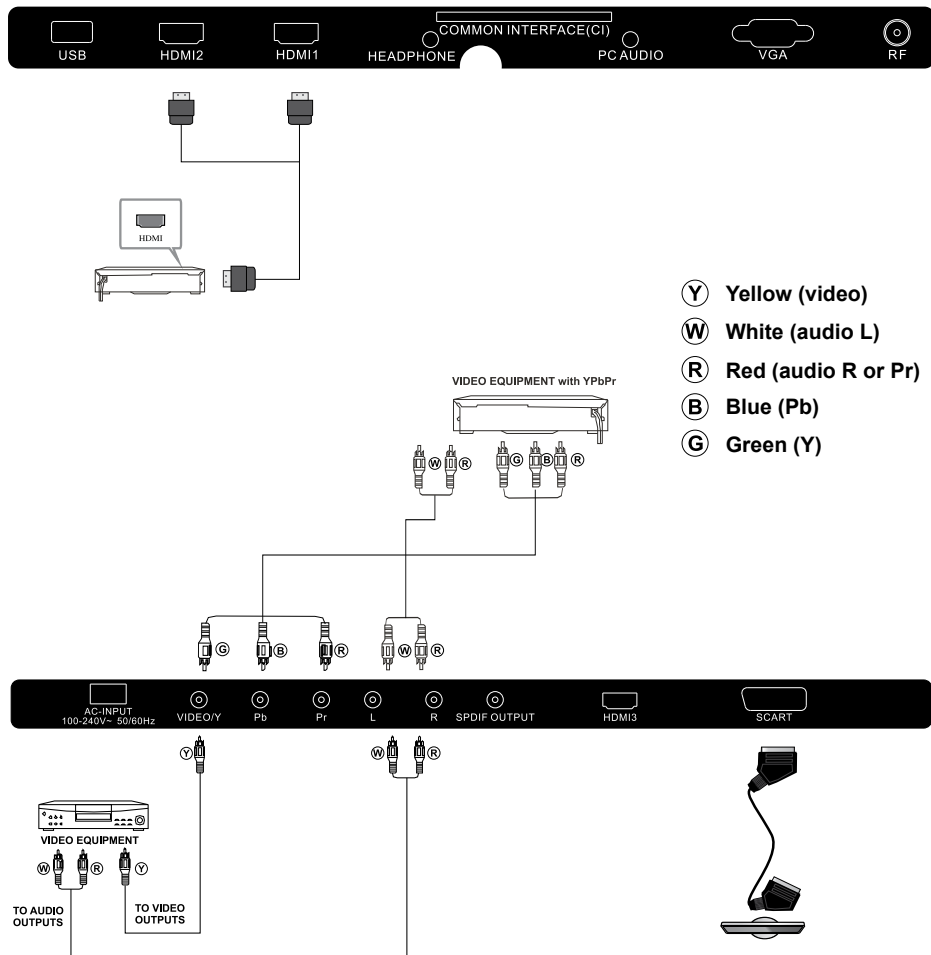 COMMON INTERFACE(CI)
USB
HDMI2
HDMI1
HEADPHONE
PC AUDIO
VGA
RF
HDMI
Y Yellow (video)
W White (audio L)
R Red (audio R or Pr)
B Blue (Pb)
G Green (Y)
VIDEO EQUIPMENT with YPbPr
W R G B R
G B R W R
AC-INPUT
100-240V~ 50/60Hz
VIDEO/Y
Pb
Pr
L
R
SPDIF OUTPUT
HDMI3
SCART
Y W R
VIDEO EQUIPMENT
W R Y
TO AUDIO
OUTPUTS
TO VIDEO
OUTPUTS